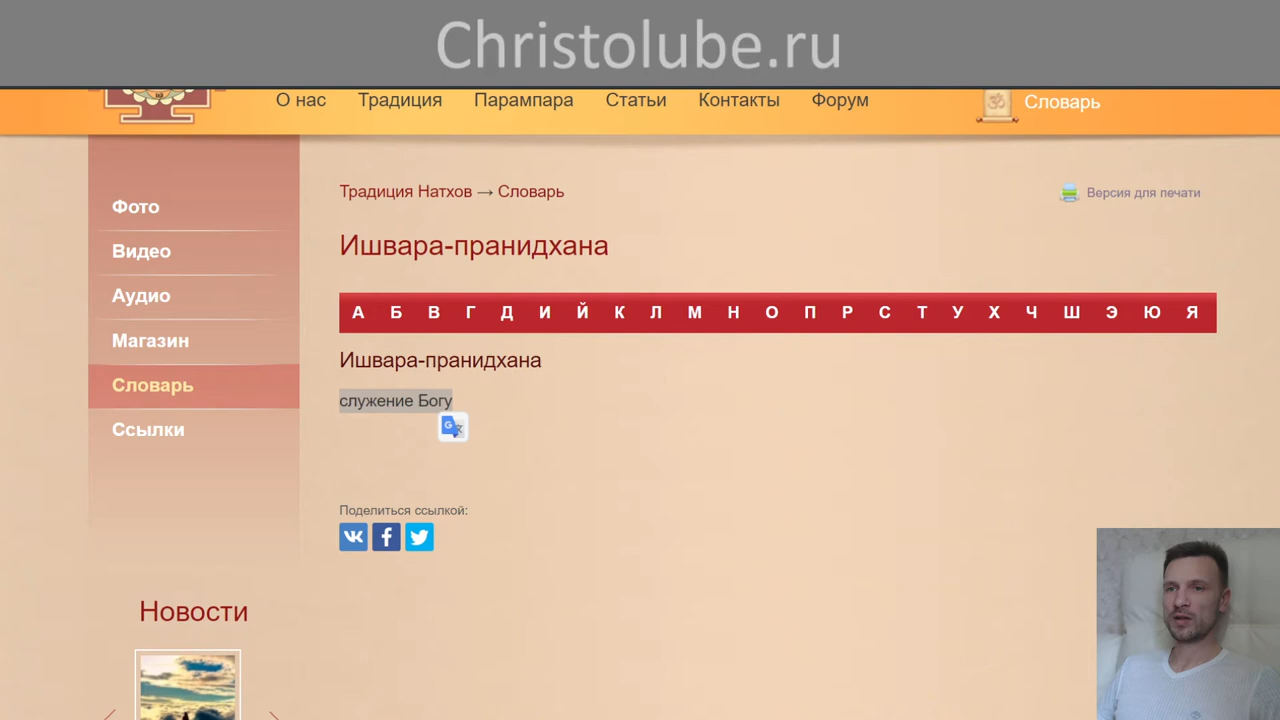 Christolube.ru
О нас Традиция Парампара Статьи Контакты Форум Словарь
Фото
Видео
Аудио
Магазин
Словарь
Ссылки
Новости
Традиция Натхов → Словарь
Версия для печати
Ишвара-пранидхана
А Б В Г Д И Й К Л М Н О П Р С Т У Х Ч Ш Э Ю Я
Ишвара-пранидхана
служение Богу
Поделиться ссылкой: